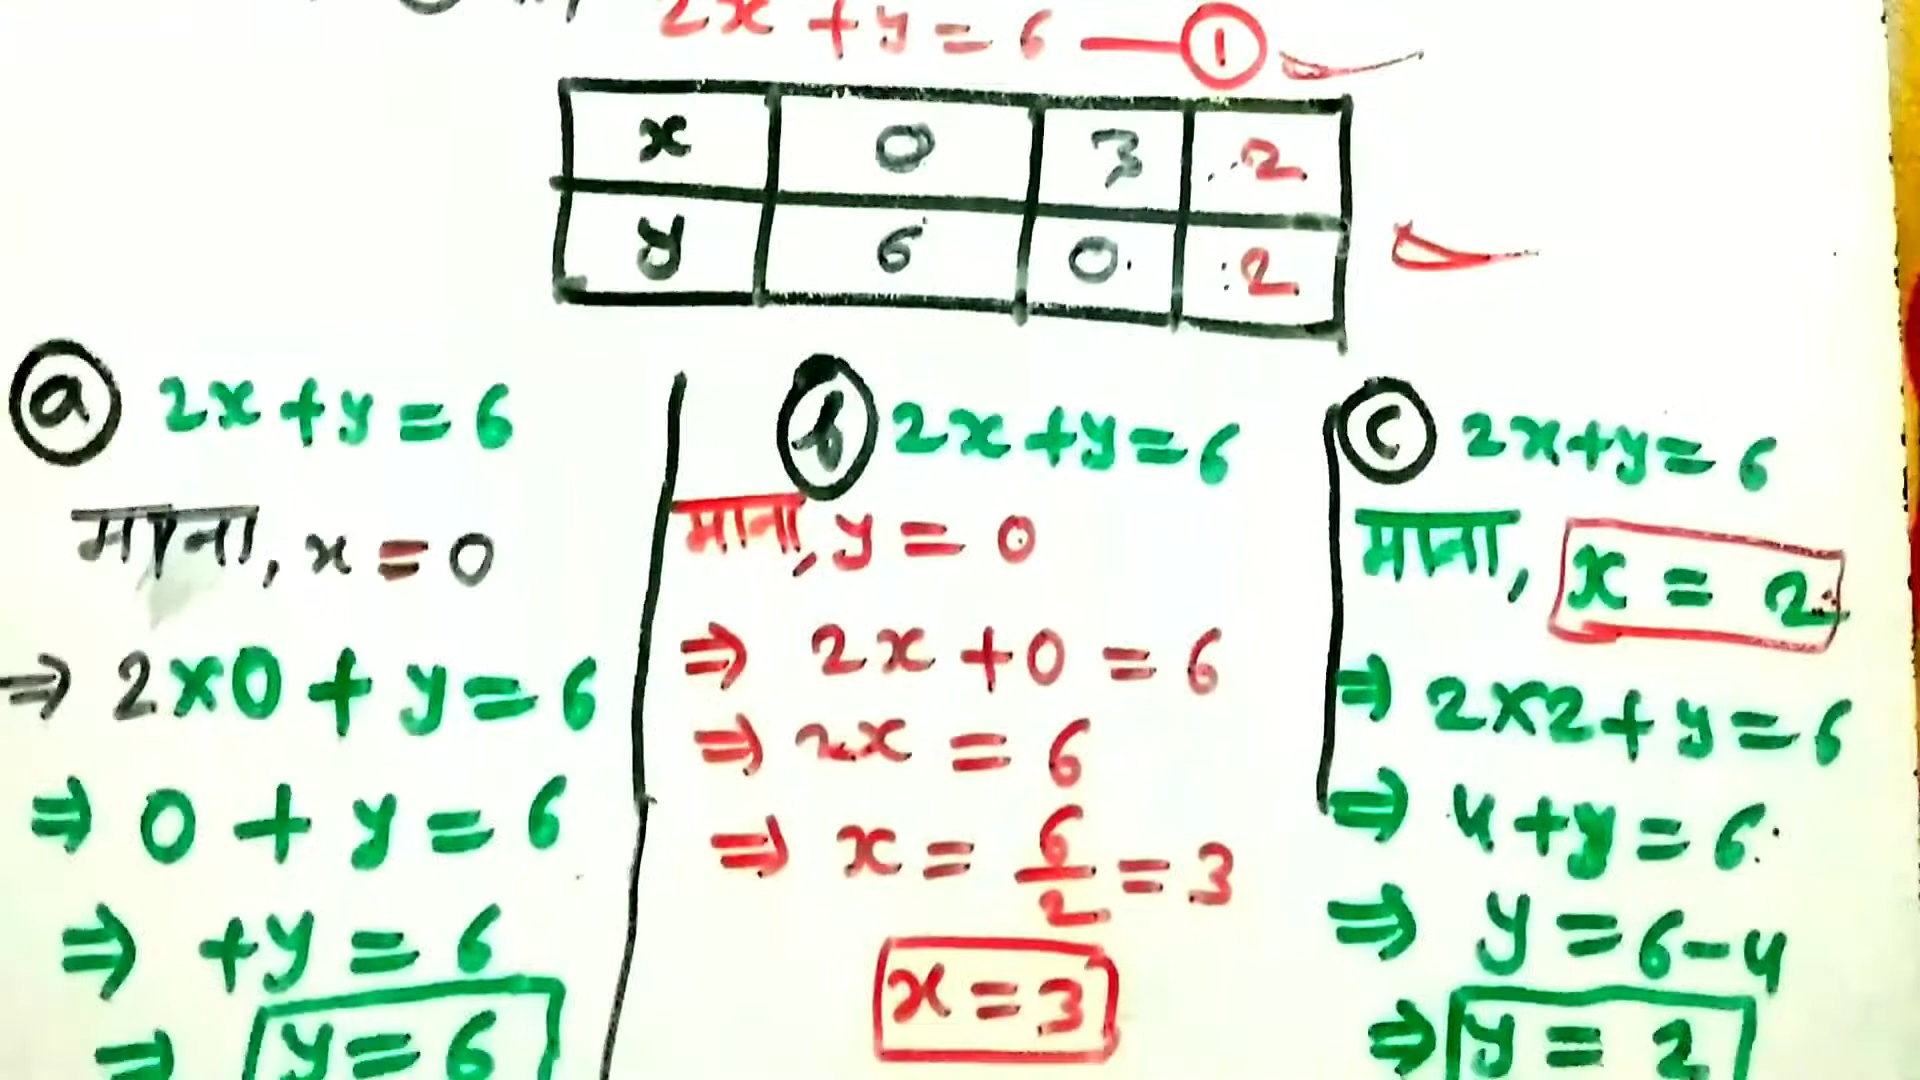 2x + y = 6 — ①
x 0 3 2
y 6 0 2
ⓐ 2x + y = 6
माना, x = 0
⇒ 2×0 + y = 6
⇒ 0 + y = 6
⇒ +y = 6
⇒ y = 6
ⓑ 2x + y = 6
माना, y = 0
⇒ 2x + 0 = 6
⇒ 2x = 6
⇒ x = 6/2 = 3
x = 3
ⓒ 2x + y = 6
माना, x = 2
⇒ 2×2 + y = 6
⇒ 4 + y = 6
⇒ y = 6 - 4
⇒ y = 2